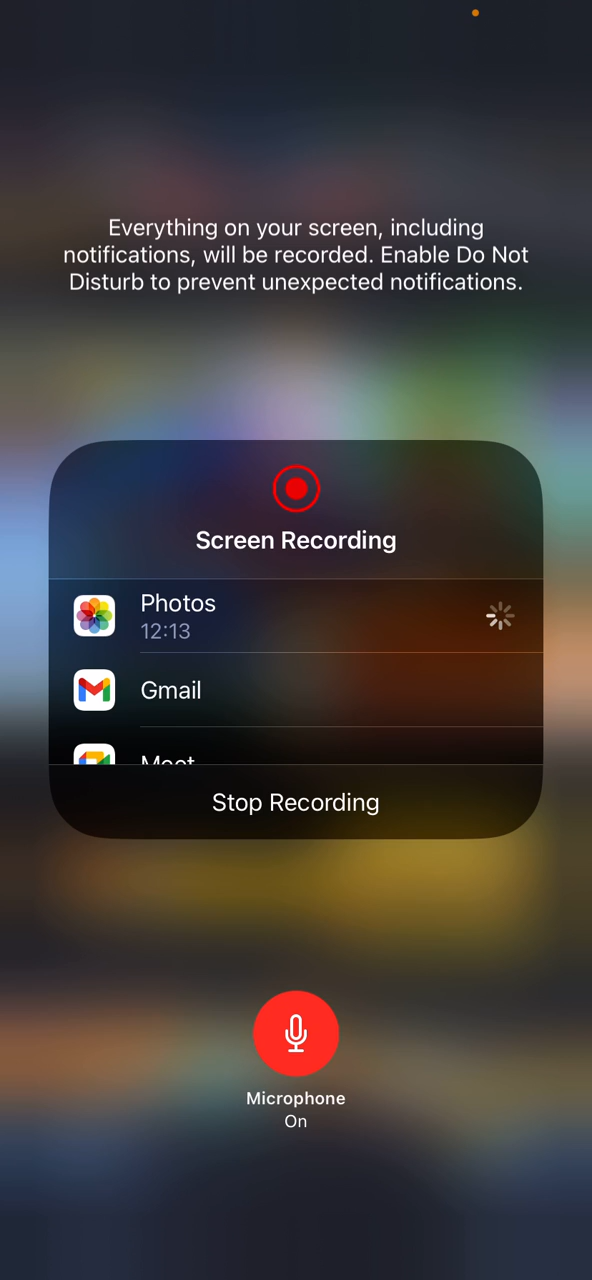 Everything on your screen, including
notifications, will be recorded. Enable Do Not
Disturb to prevent unexpected notifications.
Screen Recording
Photos
12:13
Gmail
Meet
Stop Recording
Microphone
On